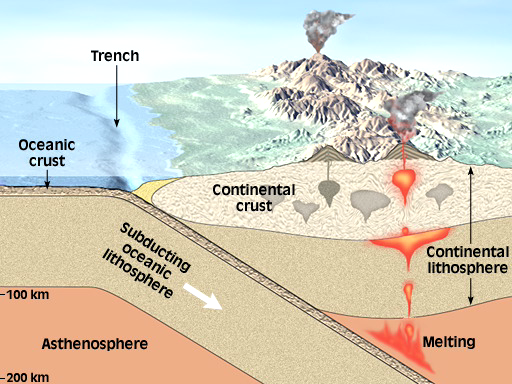 Trench
Oceanic
crust
Continental
crust
Subducting
oceanic
lithosphere
Continental
lithosphere
100 km
Asthenosphere
Melting
200 km